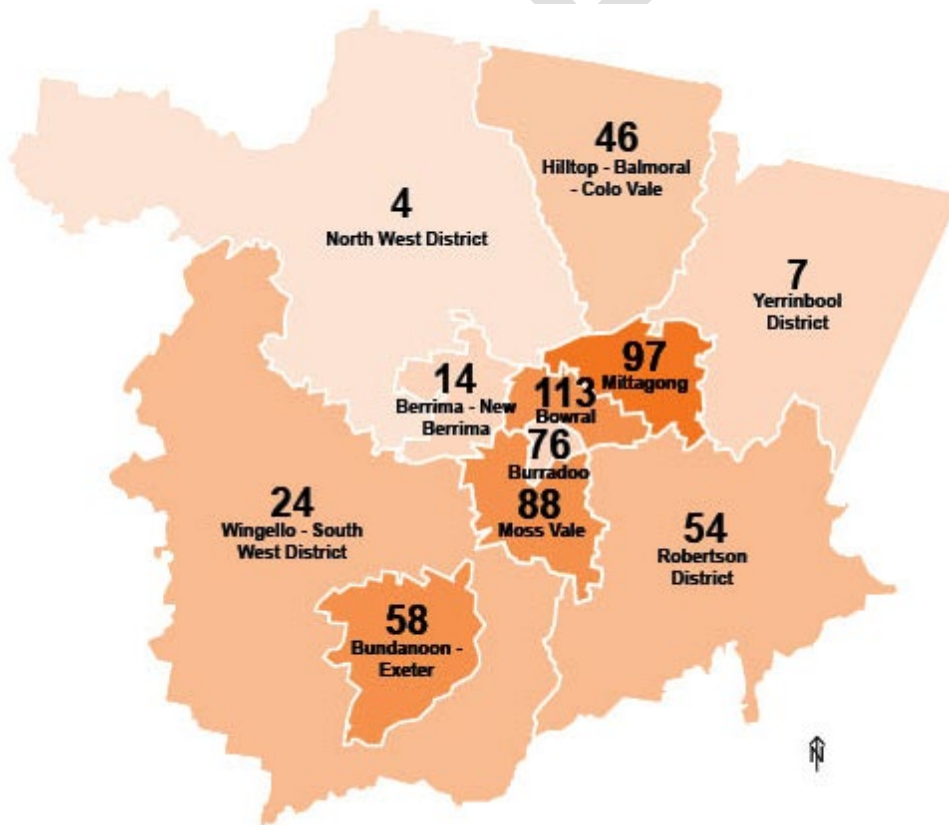 46
Hilltop - Balmoral
- Colo Vale
4
North West District
7
Yerrinbool
District
97
Mittagong
14
Berrima - New
Berrima
113
Bowral
76
Burradoo
88
Moss Vale
24
Wingello - South
West District
54
Robertson
District
58
Bundanoon -
Exeter
N